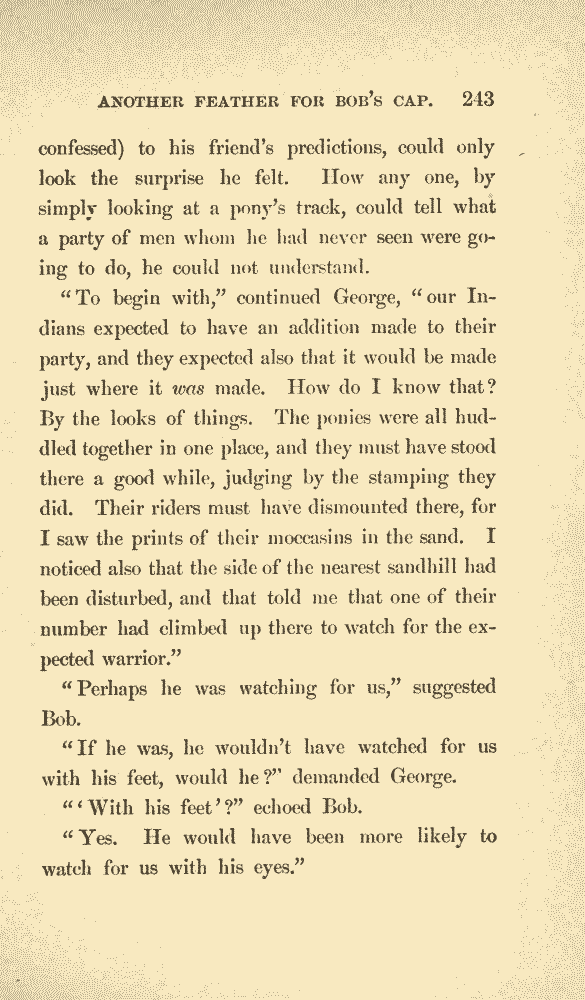 ANOTHER FEATHER FOR BOB'S CAP. 243
confessed) to his friend's predictions, could only
look the surprise he felt. How any one, by
simply looking at a pony's track, could tell what
a party of men whom he had never seen were go-
ing to do, he could not understand.
"To begin with," continued George, "our In-
dians expected to have an addition made to their
party, and they expected also that it would be made
just where it was made. How do I know that?
By the looks of things. The ponies were all hud-
dled together in one place, and they must have stood
there a good while, judging by the stamping they
did. Their riders must have dismounted there, for
I saw the prints of their moccasins in the sand. I
noticed also that the side of the nearest sandhill had
been disturbed, and that told me that one of their
number had climbed up there to watch for the ex-
pected warrior."
"Perhaps he was watching for us," suggested
Bob.
"If he was, he wouldn't have watched for us
with his feet, would he?" demanded George.
"'With his feet'?" echoed Bob.
"Yes. He would have been more likely to
watch for us with his eyes."